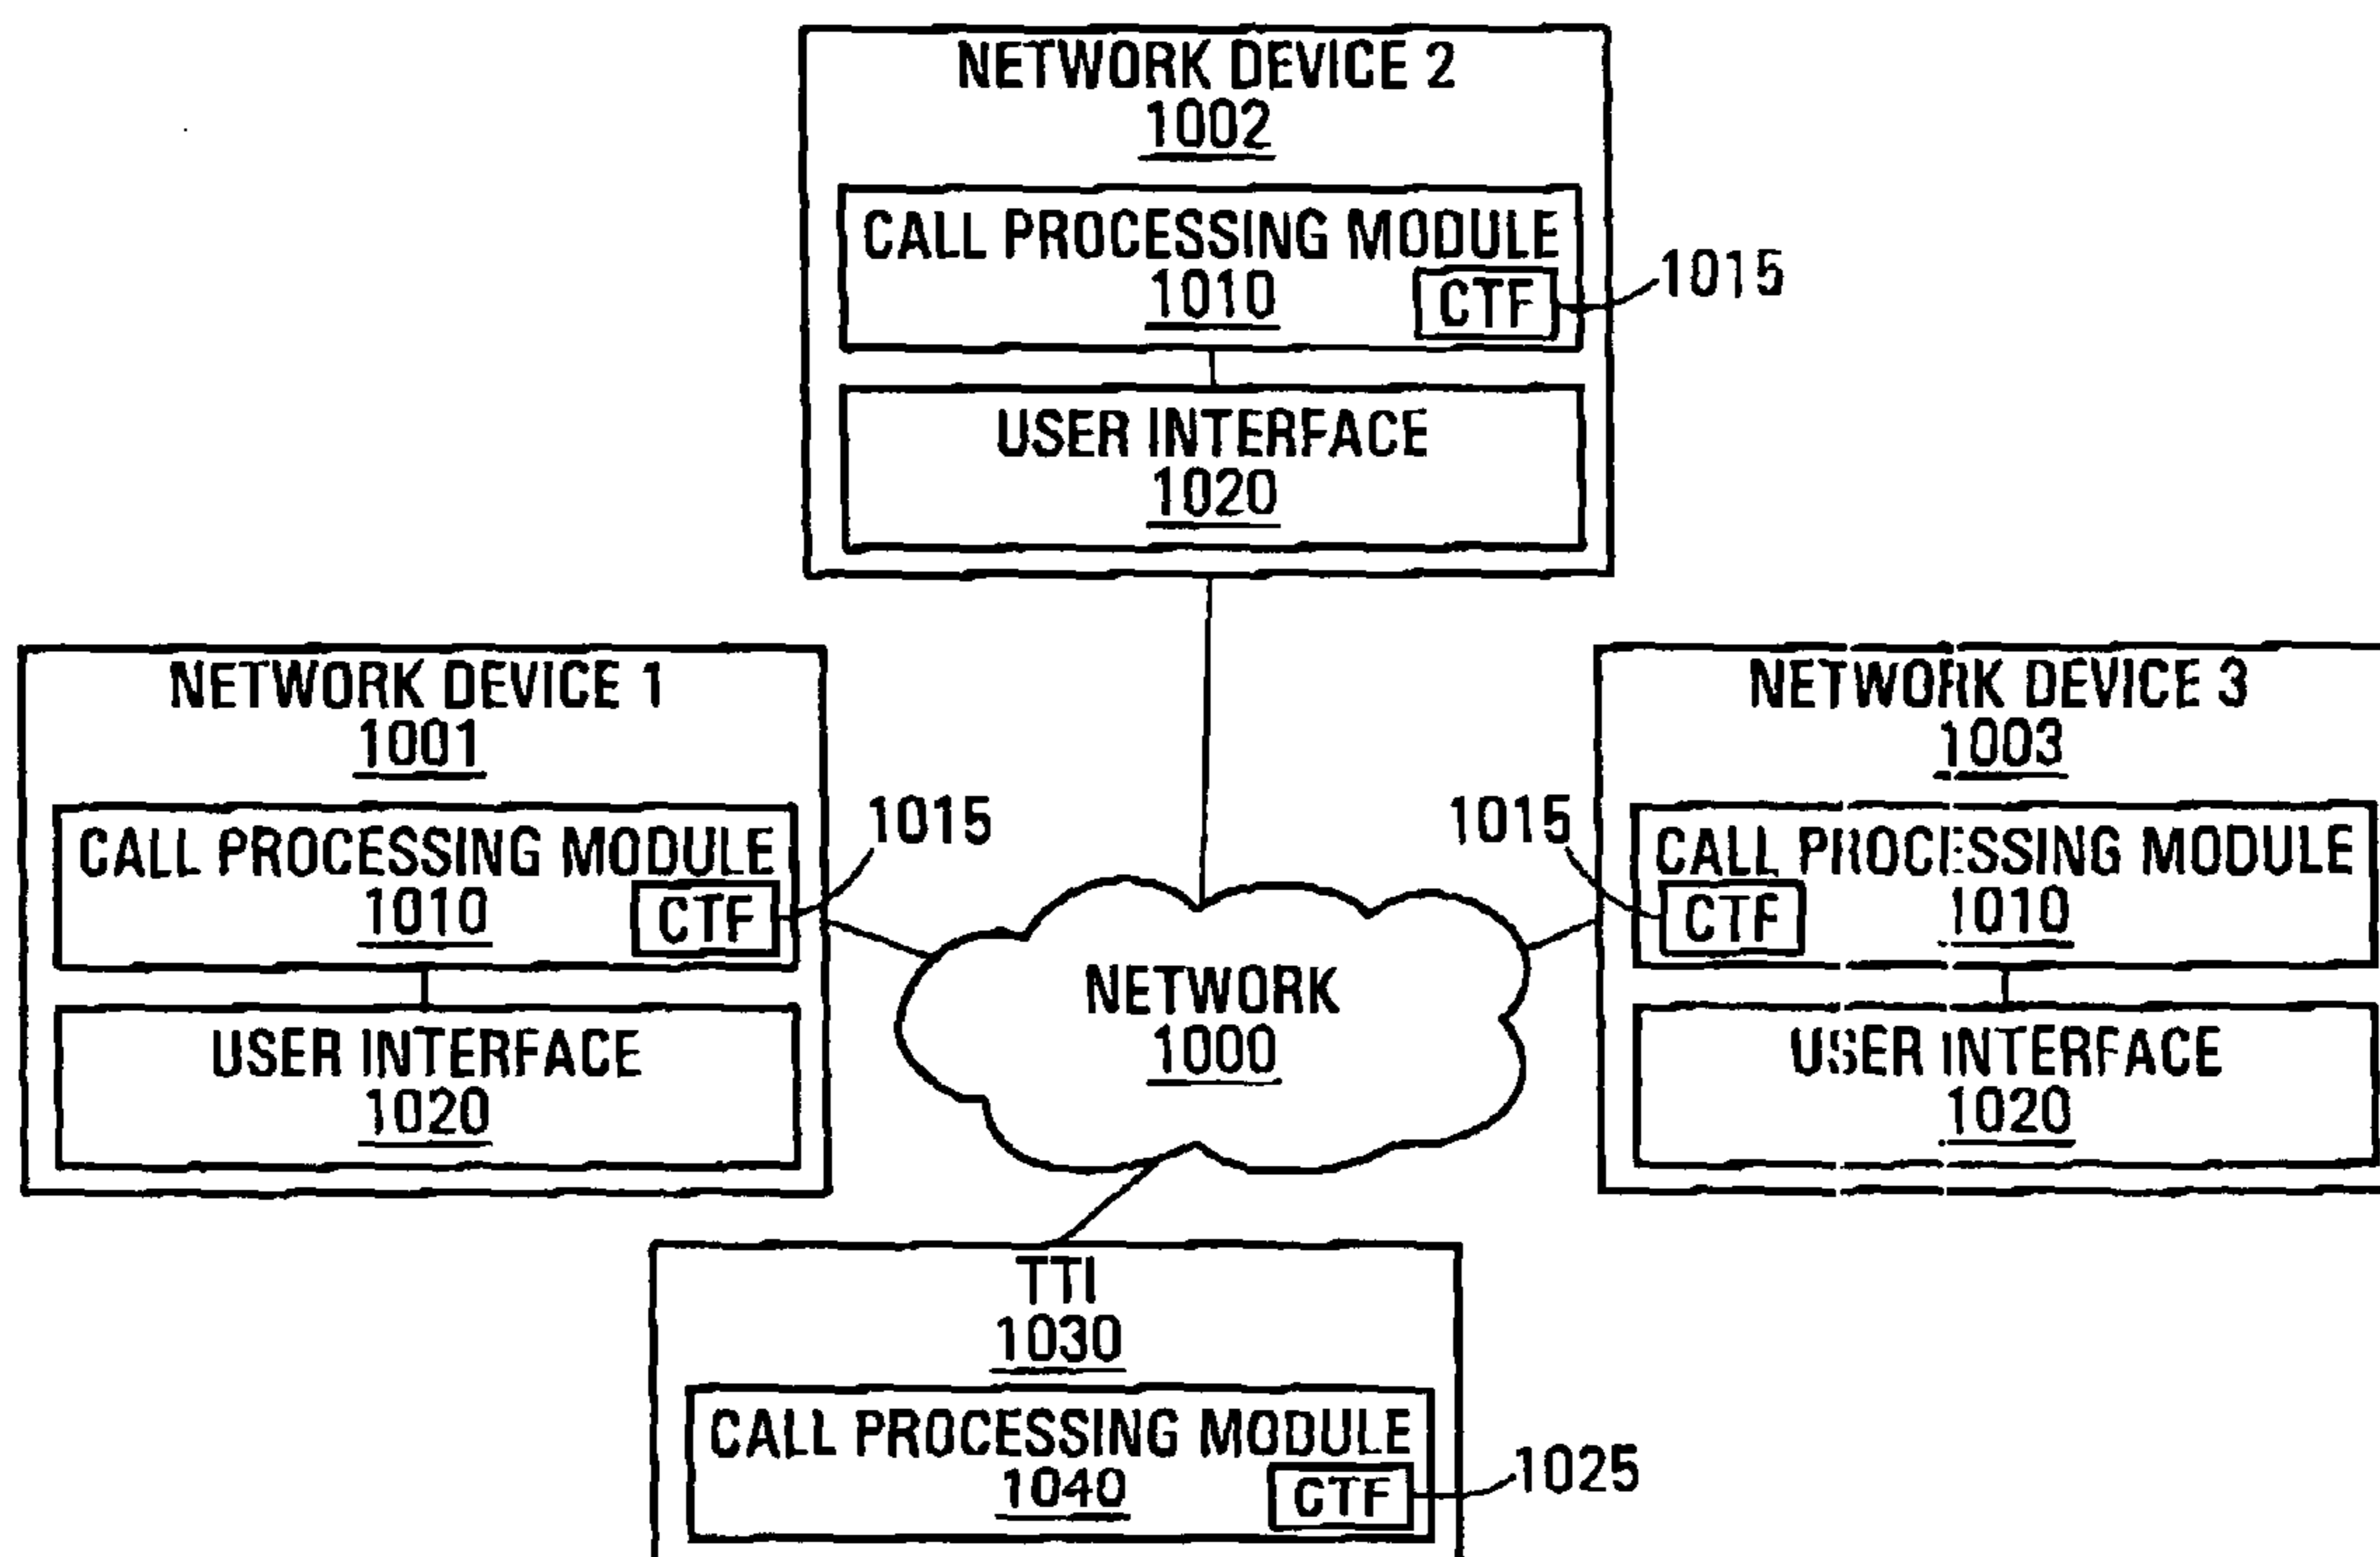 NETWORK DEVICE 2
1002
CALL PROCESSING MODULE
1010
CTF
1015
USER INTERFACE
1020
NETWORK DEVICE 1
1001
CALL PROCESSING MODULE
1010
CTF
1015
USER INTERFACE
1020
NETWORK
1000
NETWORK DEVICE 3
1003
1015
CALL PROCESSING MODULE
CTF
1010
USER INTERFACE
1020
TTI
1030
CALL PROCESSING MODULE
1040
CTF
1025